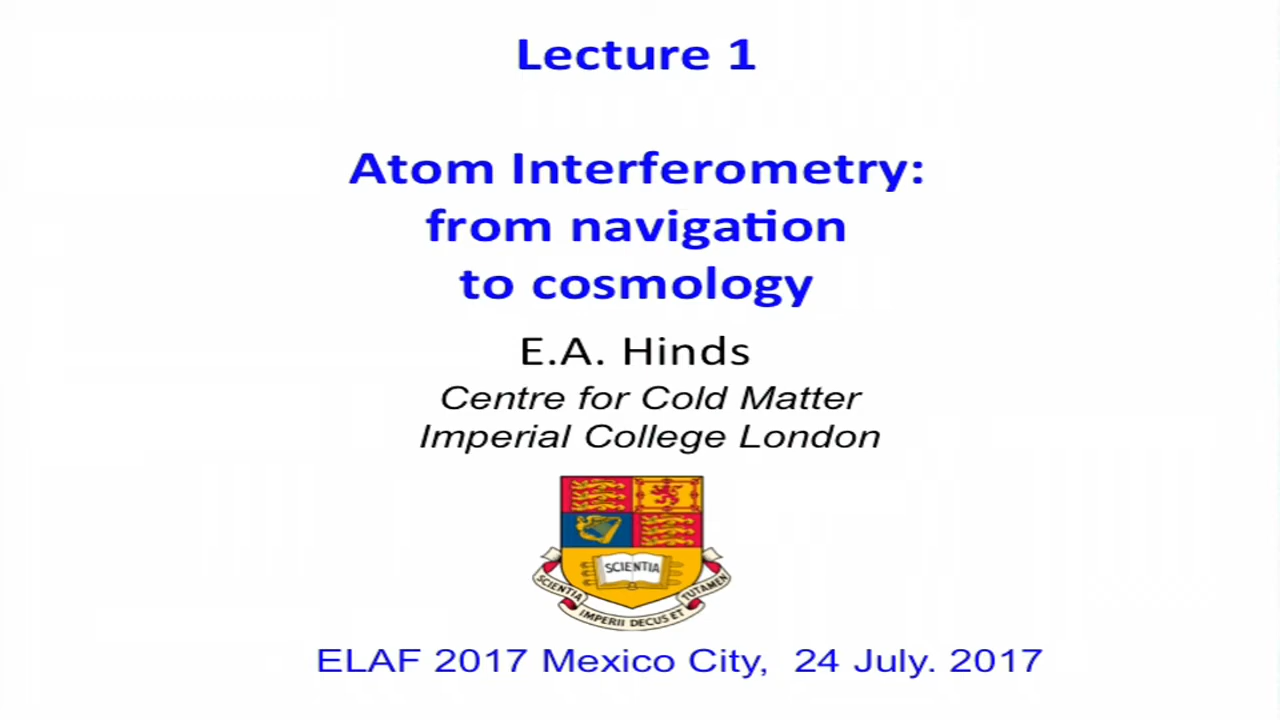 Lecture 1
Atom Interferometry:
from navigation
to cosmology
E.A. Hinds
Centre for Cold Matter
Imperial College London
SCIENTIA
SCIENTIA IMPERII DECUS ET TUTAMEN
ELAF 2017 Mexico City, 24 July. 2017